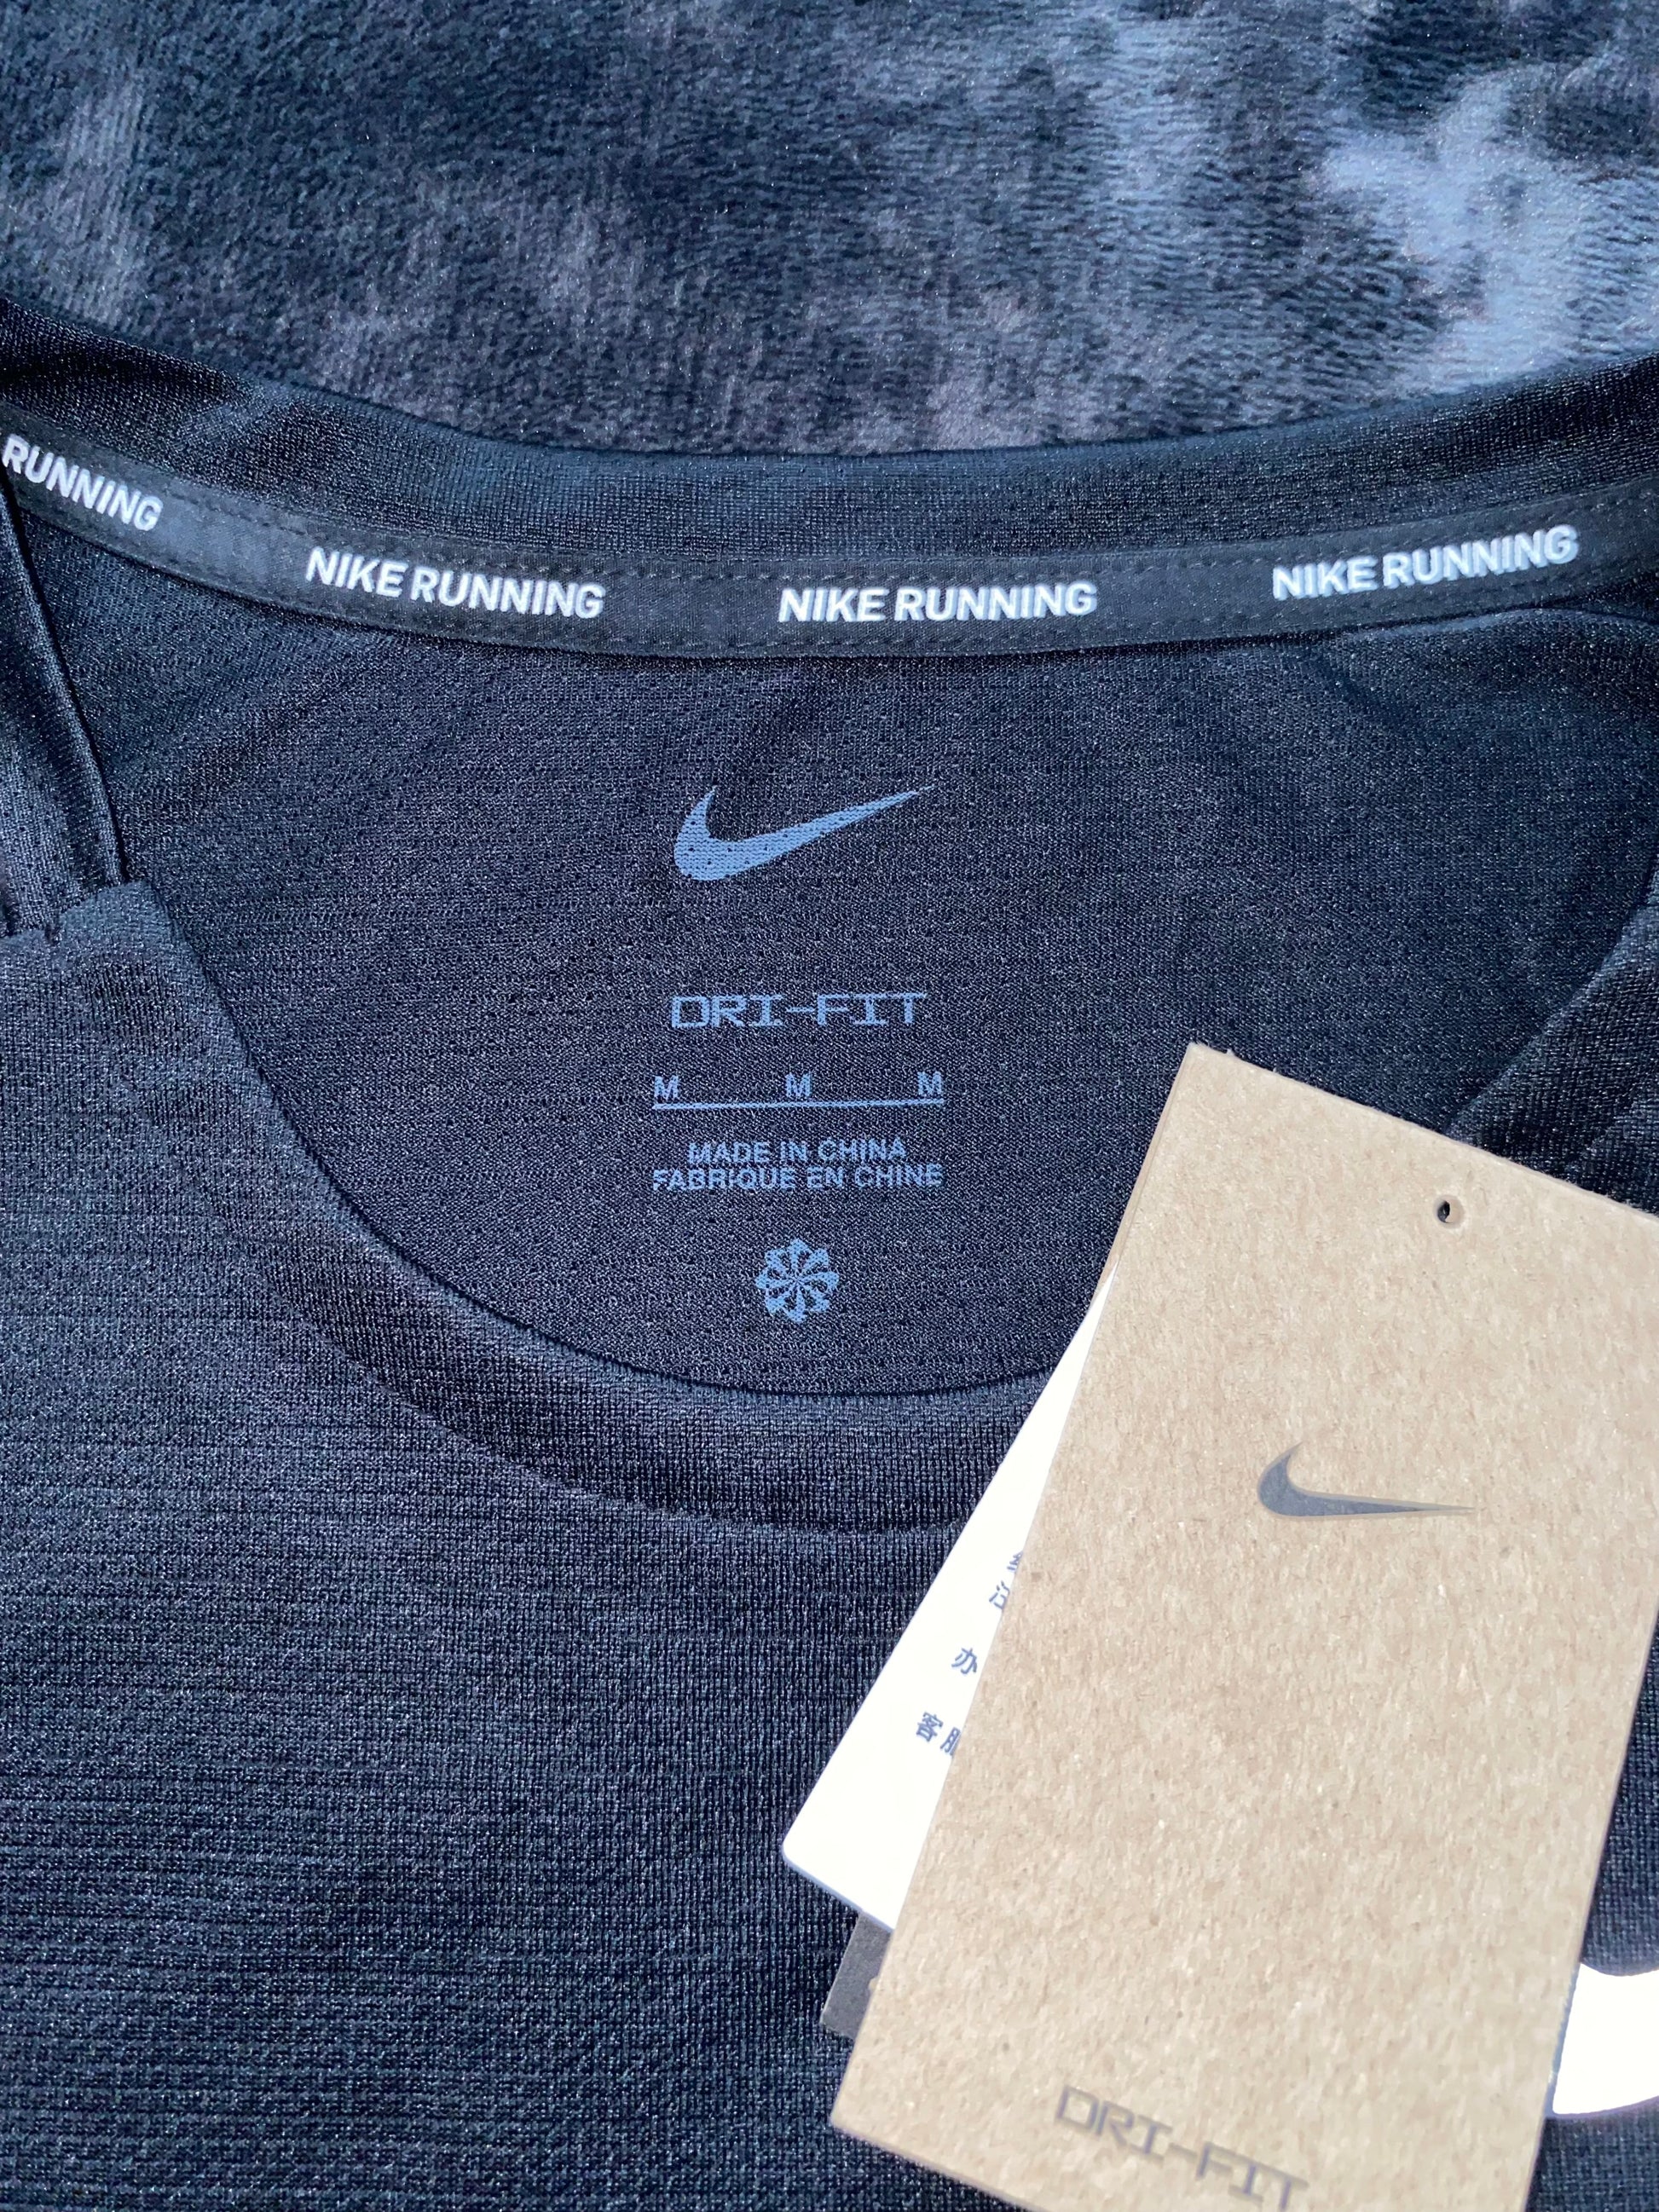 RUNNING NIKE RUNNING NIKE RUNNING NIKE RUNNING
DRI-FIT
M M M
MADE IN CHINA
FABRIQUE EN CHINE
办
客服
DRI-FIT